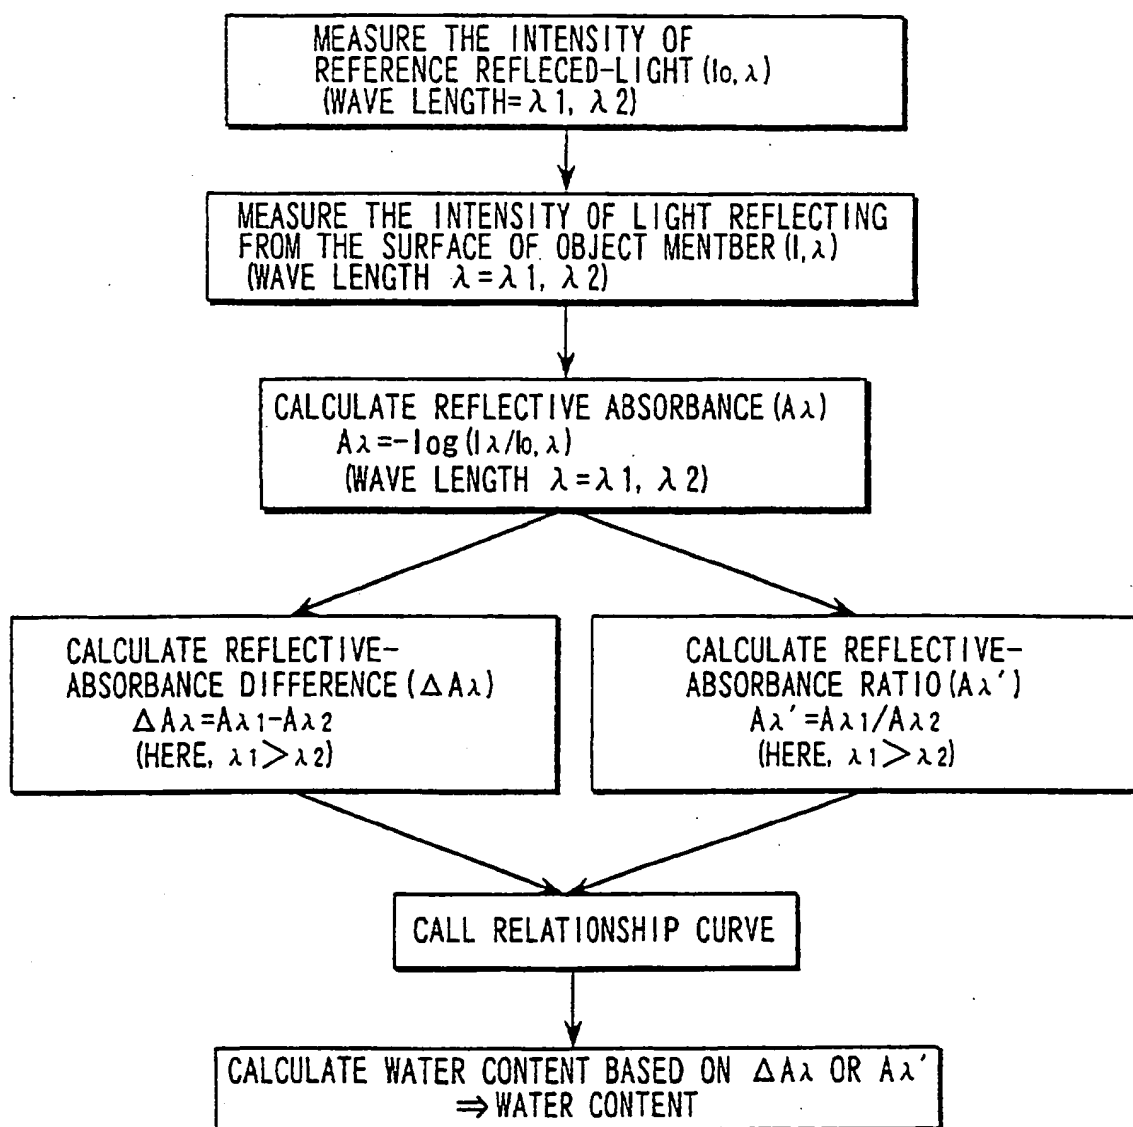 MEASURE THE INTENSITY OF
REFERENCE REFLECED-LIGHT (Io, λ)
(WAVE LENGTH=λ1, λ2)
MEASURE THE INTENSITY OF LIGHT REFLECTING
FROM THE SURFACE OF OBJECT MENTBER (I, λ)
(WAVE LENGTH λ=λ1, λ2)
CALCULATE REFLECTIVE ABSORBANCE (Aλ)
Aλ=-log (Iλ/Io, λ)
(WAVE LENGTH λ=λ1, λ2)
CALCULATE REFLECTIVE-
ABSORBANCE DIFFERENCE (ΔAλ)
ΔAλ=Aλ1-Aλ2
(HERE, λ1>λ2)
CALCULATE REFLECTIVE-
ABSORBANCE RATIO (Aλ')
Aλ'=Aλ1/Aλ2
(HERE, λ1>λ2)
CALL RELATIONSHIP CURVE
CALCULATE WATER CONTENT BASED ON ΔAλ OR Aλ'
⇒WATER CONTENT